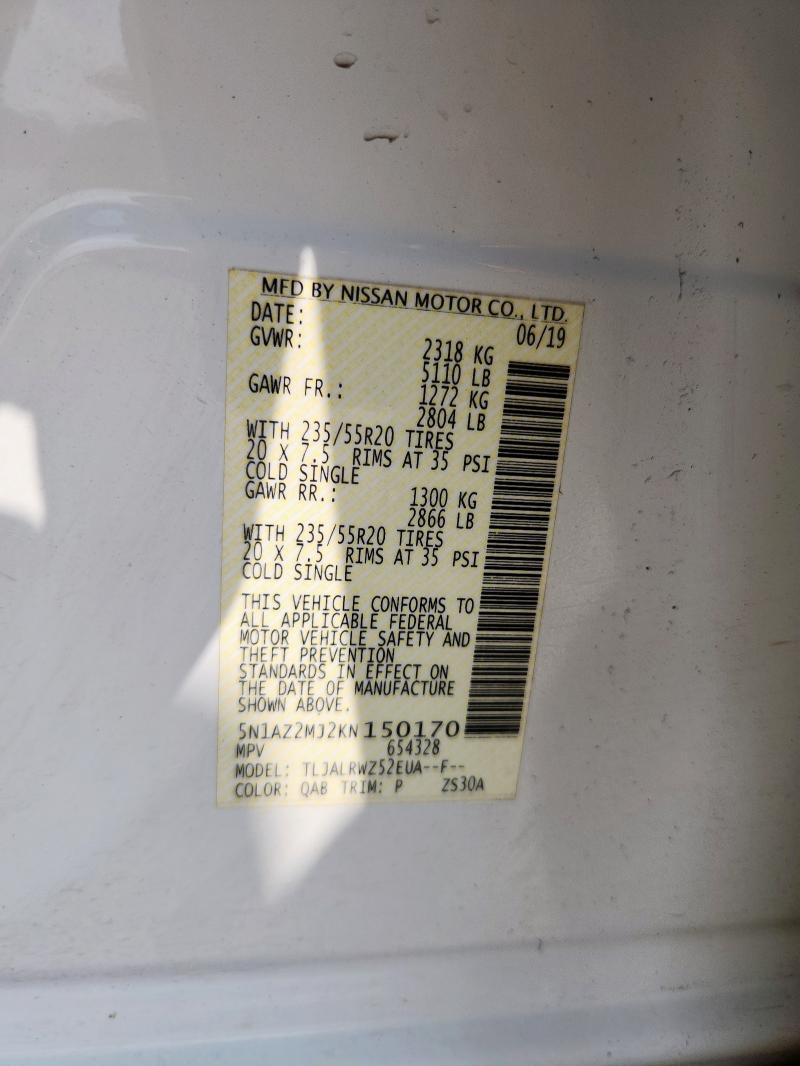 MFD BY NISSAN MOTOR CO., LTD.
DATE: 06/19
GVWR: 2318 KG
5110 LB
GAWR FR.: 1272 KG
2804 LB
WITH 235/55R20 TIRES
20 X 7.5 RIMS AT 35 PSI
COLD SINGLE
GAWR RR.: 1300 KG
2866 LB
WITH 235/55R20 TIRES
20 X 7.5 RIMS AT 35 PSI
COLD SINGLE
THIS VEHICLE CONFORMS TO
ALL APPLICABLE FEDERAL
MOTOR VEHICLE SAFETY AND
THEFT PREVENTION
STANDARDS IN EFFECT ON
THE DATE OF MANUFACTURE
SHOWN ABOVE.
5N1AZ2MJ2KN150170
MPV 654328
MODEL: TLJALRWZ52EUA--F--
COLOR: QAB TRIM: P ZS30A